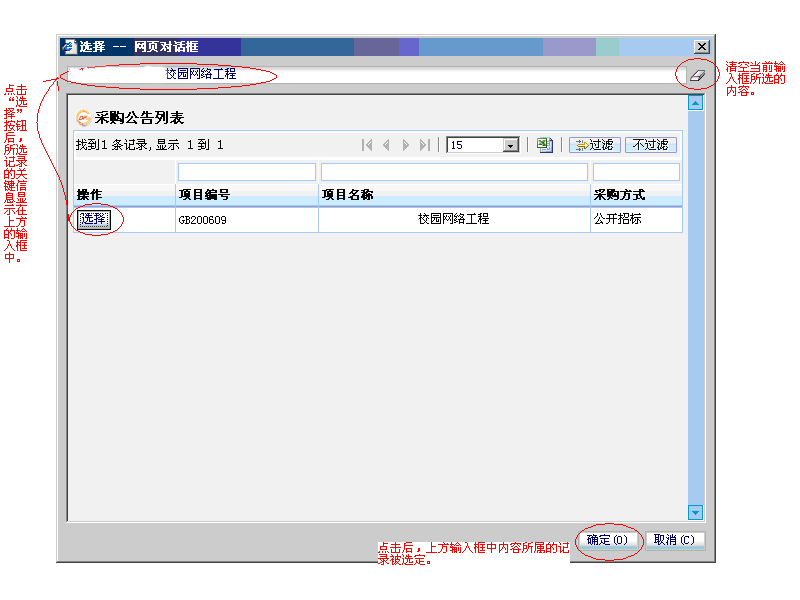 选择 -- 网页对话框
校园网络工程
清空当前输
入框所选的
内容。
点击
“选
择”
按钮
后，
所选
记录
的关
键信
息显
示在
上方
的输
入框
中。
采购公告列表
找到1 条记录,显示 1 到 1
15
过滤
不过滤
操作 项目编号 项目名称 采购方式
选择 GB200609 校园网络工程 公开招标
点击后，上方输入框中内容所属的记
录被选定。
确定(O) 取消(C)